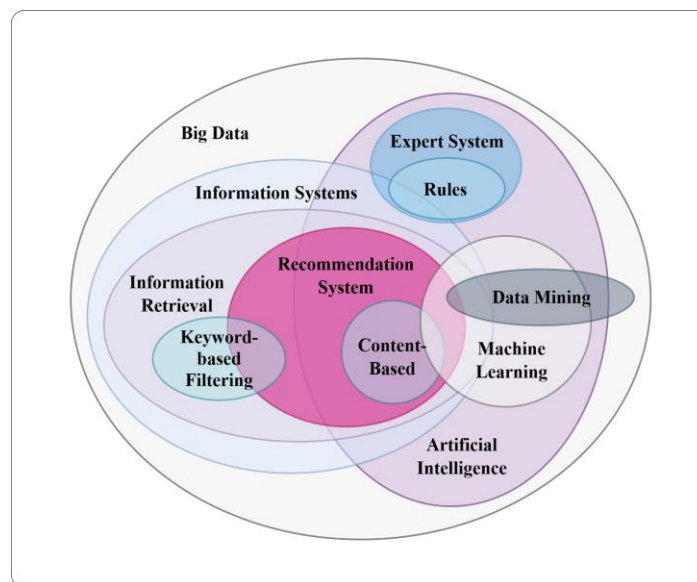 Big Data
Expert System
Rules
Information Systems
Recommendation
System
Information
Retrieval
Data Mining
Keyword-
based
Filtering
Content-
Based
Machine
Learning
Artificial
Intelligence